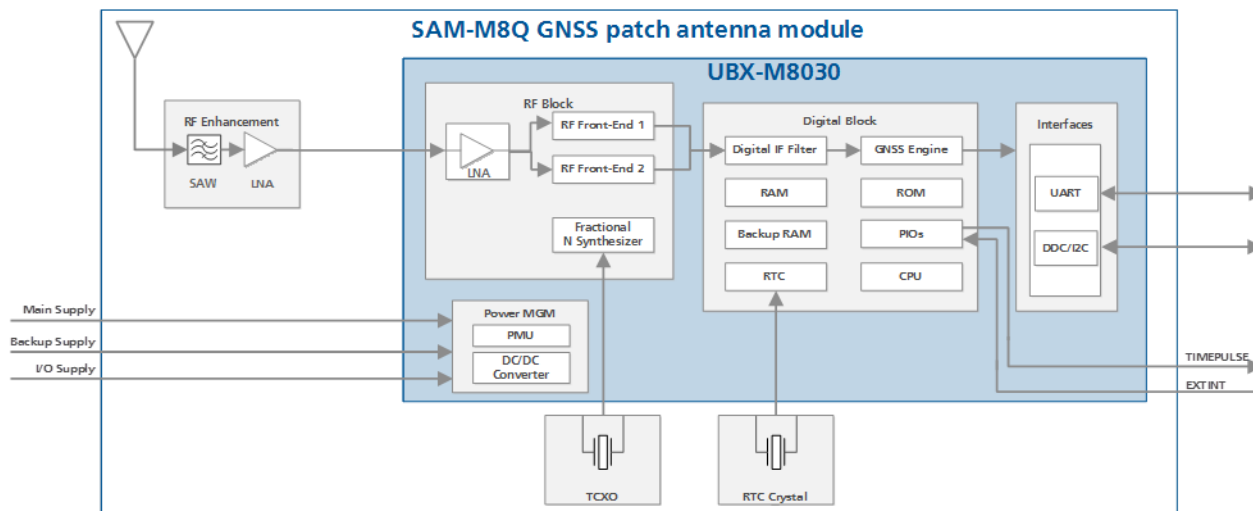 SAM-M8Q GNSS patch antenna module
UBX-M8030
RF Enhancement
SAW
LNA
RF Block
LNA
RF Front-End 1
RF Front-End 2
Fractional
N Synthesizer
Digital Block
Digital IF Filter
GNSS Engine
RAM
ROM
Backup RAM
PIOs
RTC
CPU
Interfaces
UART
DDC/I2C
Main Supply
Backup Supply
I/O Supply
Power MGM
PMU
DC/DC
Converter
TIMEPULSE
EXTINT
TCXO
RTC Crystal